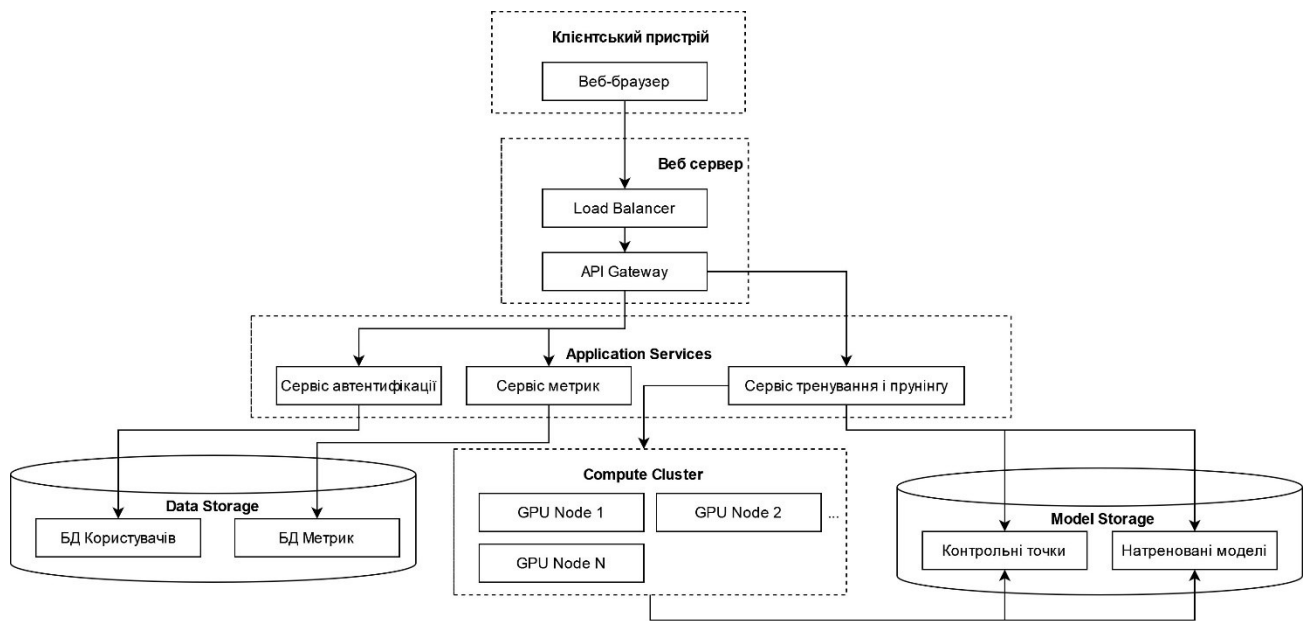 Клієнтський пристрій
Веб-браузер
Веб сервер
Load Balancer
API Gateway
Application Services
Сервіс автентифікації
Сервіс метрик
Сервіс тренування і прунінгу
Data Storage
БД Користувачів
БД Метрик
Compute Cluster
GPU Node 1
GPU Node 2
...
GPU Node N
Model Storage
Контрольні точки
Натреновані моделі